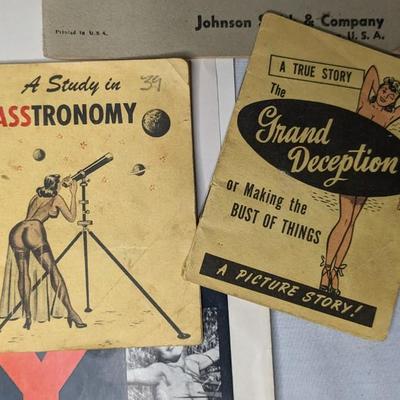 Johnson & Company
Printed in U.S.A.
U. S. A.
A Study in
ASSTRONOMY
39
A TRUE STORY
The
Grand
Deception
or Making the
BUST OF THINGS
A PICTURE STORY!
Y